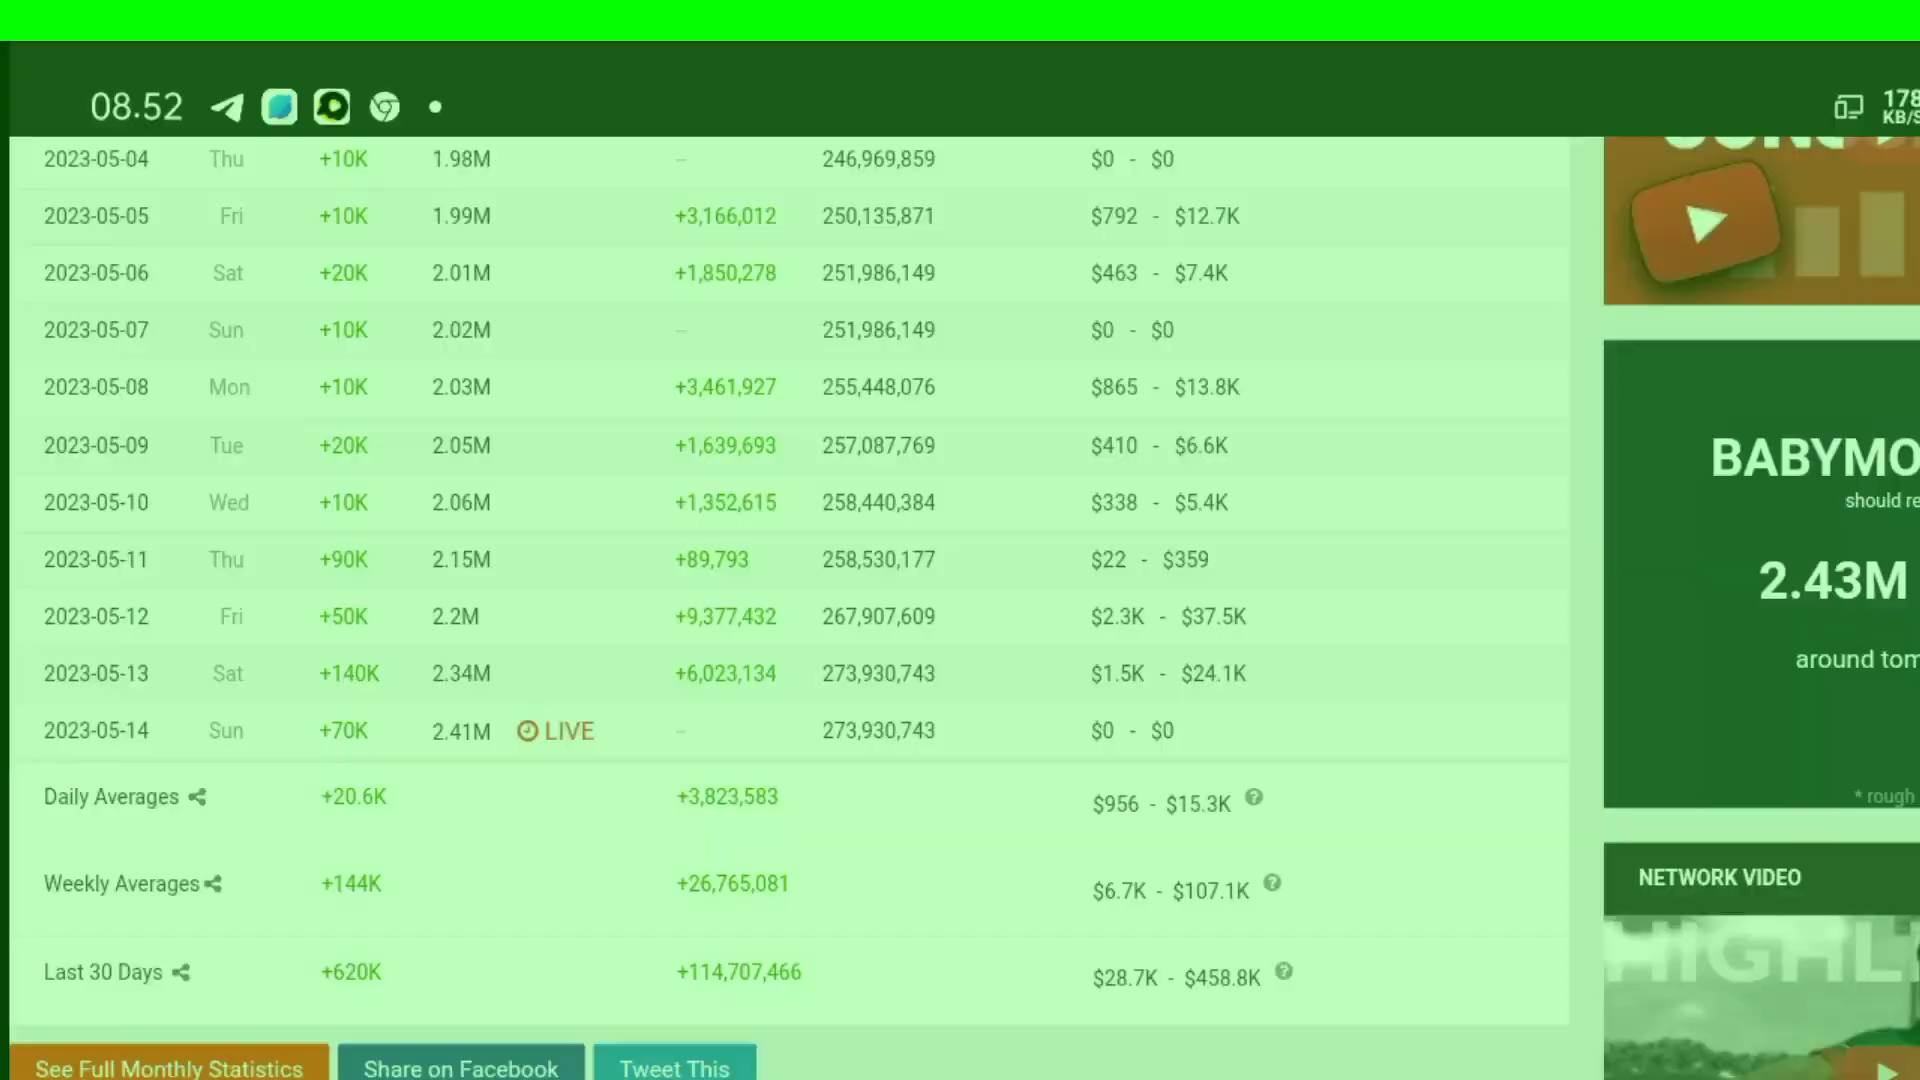 08.52
178
KB/S
2023-05-04 Thu +10K 1.98M -- 246,969,859 $0 - $0
2023-05-05 Fri +10K 1.99M +3,166,012 250,135,871 $792 - $12.7K
2023-05-06 Sat +20K 2.01M +1,850,278 251,986,149 $463 - $7.4K
2023-05-07 Sun +10K 2.02M -- 251,986,149 $0 - $0
2023-05-08 Mon +10K 2.03M +3,461,927 255,448,076 $865 - $13.8K
2023-05-09 Tue +20K 2.05M +1,639,693 257,087,769 $410 - $6.6K
2023-05-10 Wed +10K 2.06M +1,352,615 258,440,384 $338 - $5.4K
2023-05-11 Thu +90K 2.15M +89,793 258,530,177 $22 - $359
2023-05-12 Fri +50K 2.2M +9,377,432 267,907,609 $2.3K - $37.5K
2023-05-13 Sat +140K 2.34M +6,023,134 273,930,743 $1.5K - $24.1K
2023-05-14 Sun +70K 2.41M LIVE -- 273,930,743 $0 - $0
Daily Averages +20.6K +3,823,583 $956 - $15.3K
Weekly Averages +144K +26,765,081 $6.7K - $107.1K
Last 30 Days +620K +114,707,466 $28.7K - $458.8K
See Full Monthly Statistics Share on Facebook Tweet This
BABYMO
should re
2.43M
around tom
* rough
NETWORK VIDEO
HIGHL